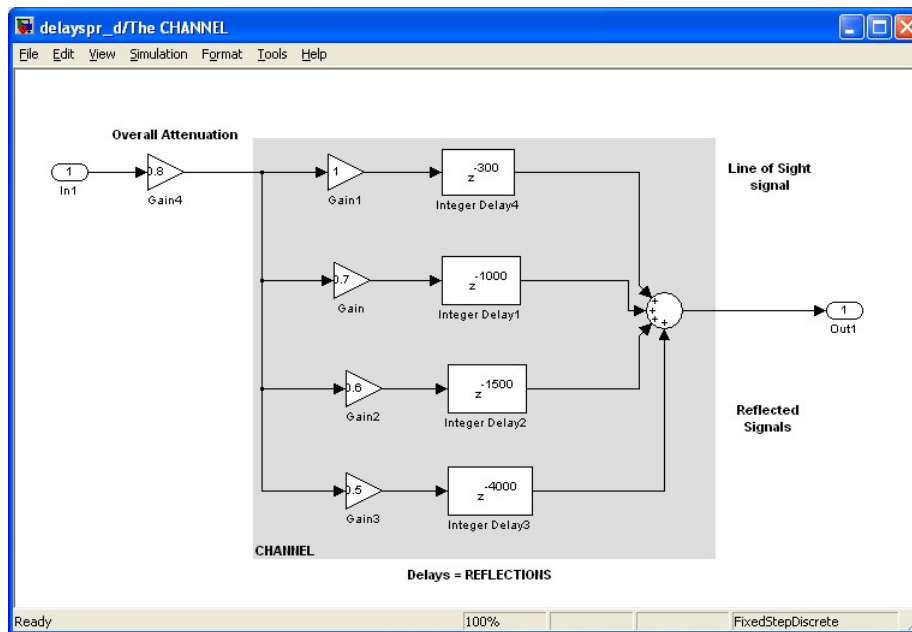 delayspr_d/The CHANNEL
File Edit View Simulation Format Tools Help
Overall Attenuation
1
In1
0.8
Gain4
1
Gain1
z^-300
Integer Delay4
Line of Sight
signal
0.7
Gain
z^-1000
Integer Delay1
+
+
+
+
1
Out1
0.6
Gain2
z^-1500
Integer Delay2
Reflected
Signals
0.5
Gain3
z^-4000
Integer Delay3
CHANNEL
Delays = REFLECTIONS
Ready 100% FixedStepDiscrete